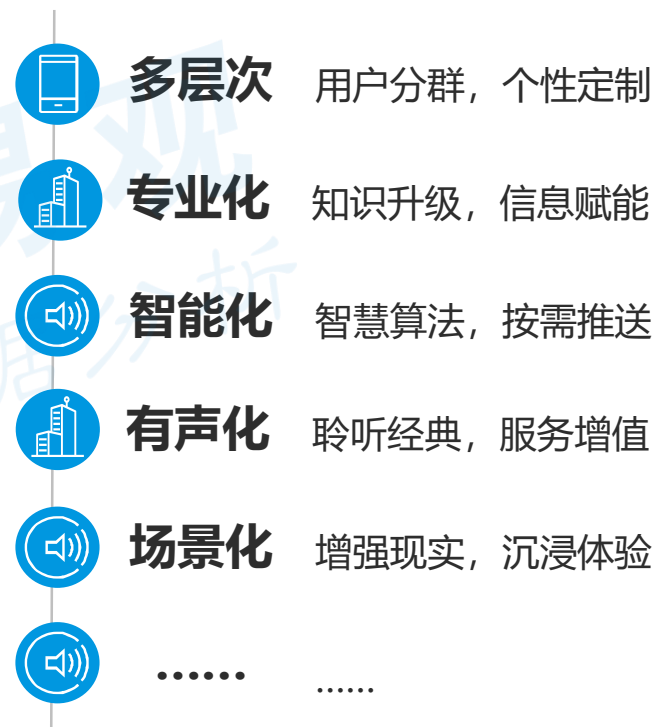 多层次 用户分群，个性定制
专业化 知识升级，信息赋能
智能化 智慧算法，按需推送
有声化 聆听经典，服务增值
场景化 增强现实，沉浸体验
…… ……